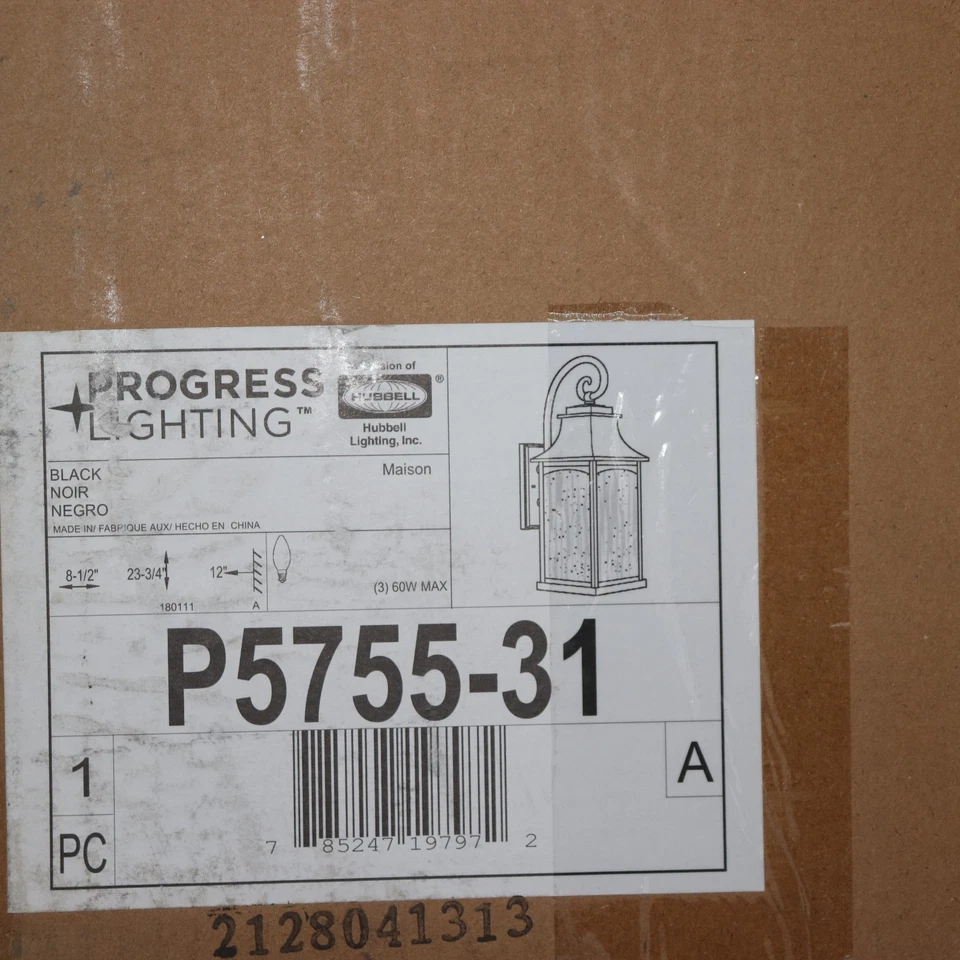 PROGRESS
LIGHTING™
of
HUBBELL ®
Hubbell
Lighting, Inc.
BLACK
NOIR
NEGRO
Maison
MADE IN/ FABRIQUE AUX/ HECHO EN CHINA
8-1/2" 23-3/4" 12"
(3) 60W MAX
180111 A
P5755-31
1
PC
A
7 85247 19797 2
2128041313